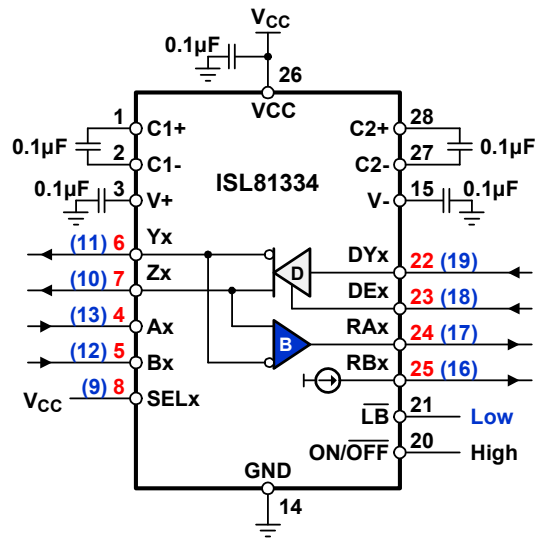 VCC
0.1µF
26
VCC
1 C1+ C2+ 28
0.1µF 0.1µF
2 C1- C2- 27
ISL81334
0.1µF 3 V+ V- 15 0.1µF
(11) 6 Yx DYx 22 (19)
D
(10) 7 Zx DEx 23 (18)
(13) 4 Ax RAx 24 (17)
B
(12) 5 Bx RBx 25 (16)
VCC (9) 8 SELx LB 21 Low
ON/OFF 20 High
GND
14